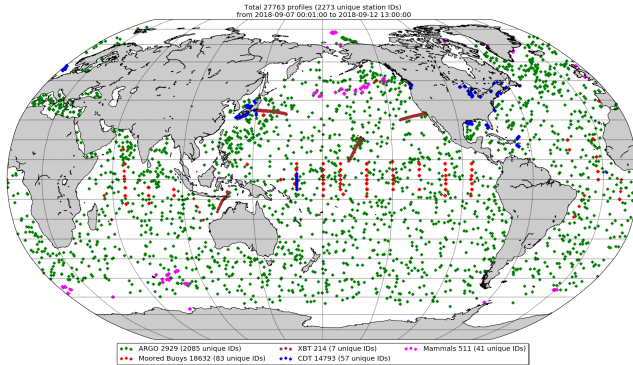 Total 27763 profiles (2273 unique station IDs)
from 2018-09-07 00:01:00 to 2018-09-12 13:00:00
ARGO 2929 (2085 unique IDs)
XBT 214 (7 unique IDs)
Mammals 511 (41 unique IDs)
Moored Buoys 18632 (83 unique IDs)
CDT 14793 (57 unique IDs)